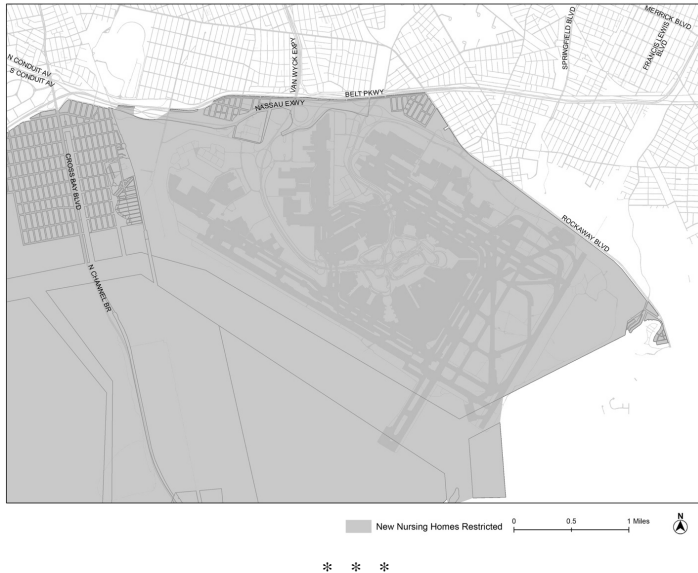 MERRICK BLVD
SPRINGFIELD BLVD
FRANCIS LEWIS
BLVD
N CONDUIT AV
S CONDUIT AV
VAN WYCK EXPY
BELT PKWY
NASSAU EXWY
CROSS BAY BLVD
ROCKAWAY BLVD
N CHANNEL BR
New Nursing Homes Restricted
0 0.5 1 Miles
N
* * *